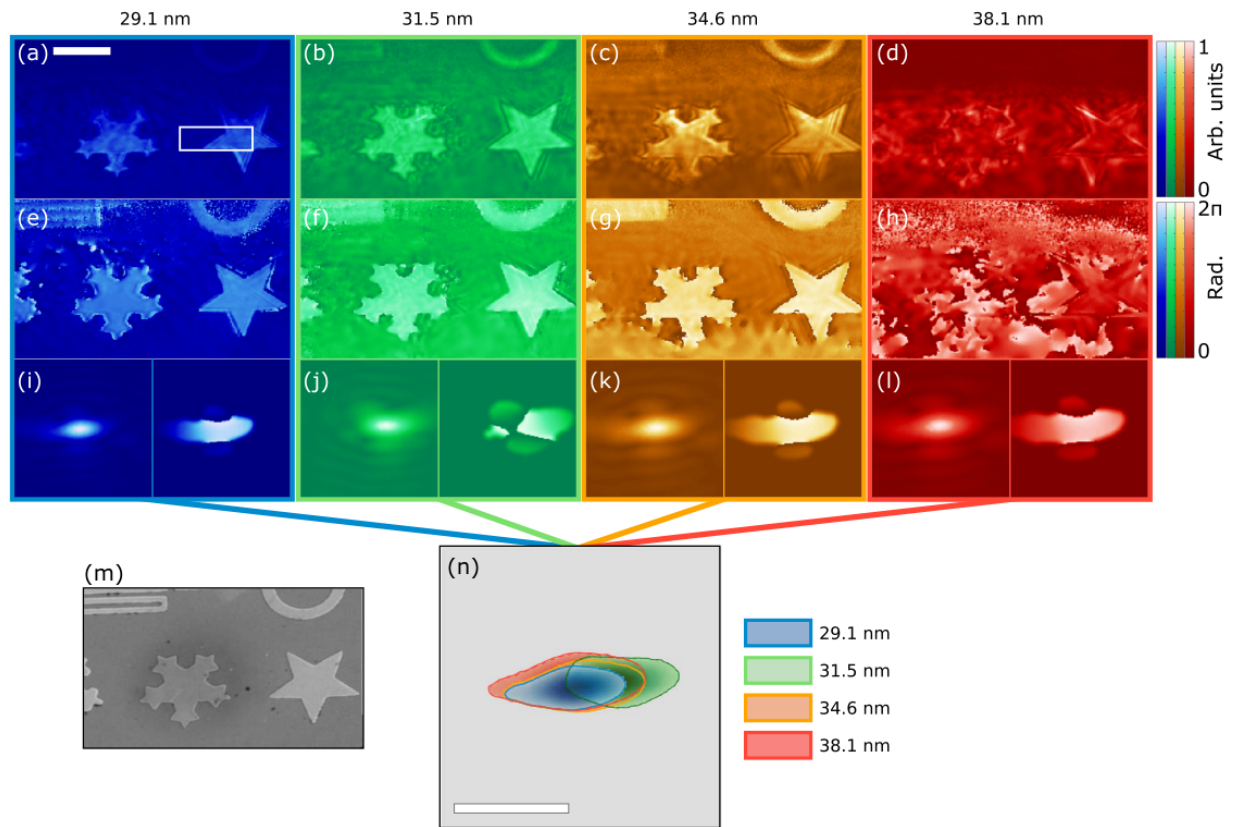 29.1 nm 31.5 nm 34.6 nm 38.1 nm
(a) (b) (c) (d) 1
Arb. units
0
(e) (f) (g) (h) 2π
Rad.
0
(i) (j) (k) (l)
(m) (n)
29.1 nm
31.5 nm
34.6 nm
38.1 nm